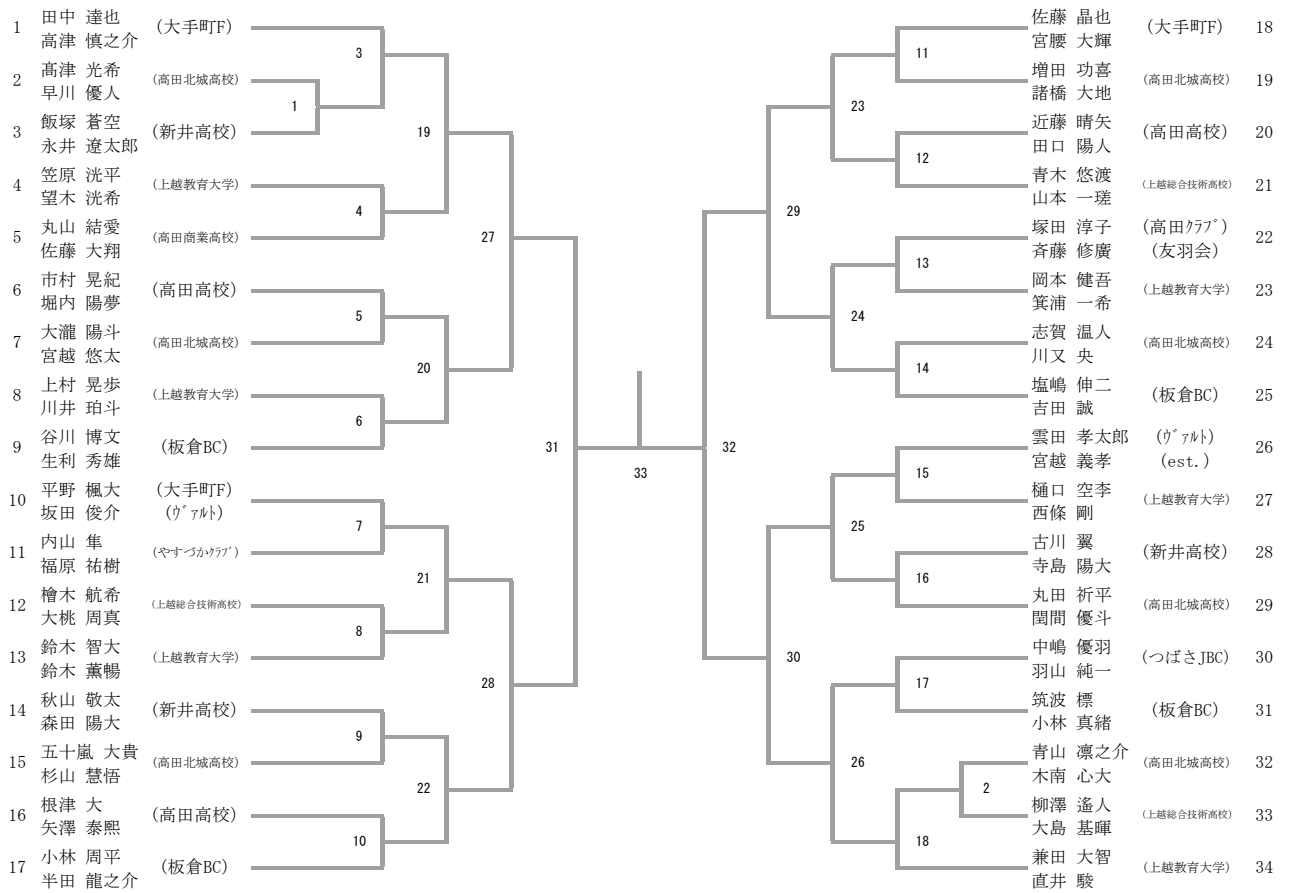 1 田中 達也 (大手町F)
高津 慎之介
2 髙津 光希 (高田北城高校)
早川 優人
3 飯塚 蒼空 (新井高校)
永井 遼太郎
4 笠原 洸平 (上越教育大学)
望木 洸希
5 丸山 結愛 (高田商業高校)
佐藤 大翔
6 市村 晃紀 (高田高校)
堀内 陽夢
7 大瀧 陽斗 (高田北城高校)
宮越 悠太
8 上村 晃歩 (上越教育大学)
川井 珀斗
9 谷川 博文 (板倉BC)
生利 秀雄
10 平野 楓大 (大手町F)
坂田 俊介 (ヴァルト)
11 内山 隼 (やすづかクラブ)
福原 祐樹
12 檜木 航希 (上越総合技術高校)
大桃 周真
13 鈴木 智大 (上越教育大学)
鈴木 薫暢
14 秋山 敬太 (新井高校)
森田 陽大
15 五十嵐 大貴 (高田北城高校)
杉山 慧悟
16 根津 大 (高田高校)
矢澤 泰熙
17 小林 周平 (板倉BC)
半田 龍之介
1
3
4
5
6
7
8
9
10
19
20
21
22
27
28
31
33
32
29
30
23
24
25
26
11
12
13
14
15
16
17
2
18
佐藤 晶也 (大手町F) 18
宮腰 大輝
増田 功喜 (高田北城高校) 19
諸橋 大地
近藤 晴矢 (高田高校) 20
田口 陽人
青木 悠渡 (上越総合技術高校) 21
山本 一瑳
塚田 淳子 (高田クラブ) 22
斉藤 修廣 (友羽会)
岡本 健吾 (上越教育大学) 23
箕浦 一希
志賀 温人 (高田北城高校) 24
川又 央
塩嶋 伸二 (板倉BC) 25
吉田 誠
雲田 孝太郎 (ヴァルト) 26
宮越 義孝 (est.)
樋口 空李 (上越教育大学) 27
西條 剛
古川 翼 (新井高校) 28
寺島 陽大
丸田 祈平 (高田北城高校) 29
閏間 優斗
中嶋 優羽 (つばさJBC) 30
羽山 純一
筑波 標 (板倉BC) 31
小林 真緒
青山 凛之介 (高田北城高校) 32
木南 心大
柳澤 遙人 (上越総合技術高校) 33
大島 基暉
兼田 大智 (上越教育大学) 34
直井 駿